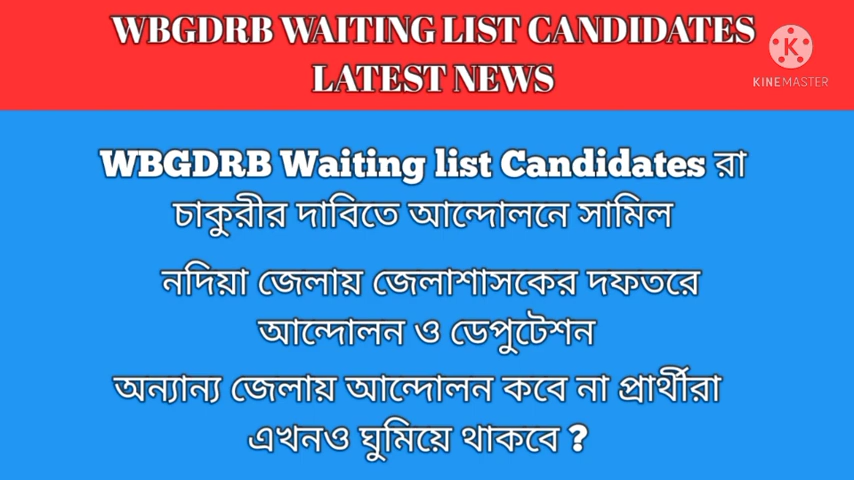 WBGDRB WAITING LIST CANDIDATES
LATEST NEWS
KINEMASTER
WBGDRB Waiting list Candidates রা
চাকুরীর দাবিতে আন্দোলনে সামিল
নদিয়া জেলায় জেলাশাসকের দফতরে
আন্দোলন ও ডেপুটেশন
অন্যান্য জেলায় আন্দোলন কবে না প্রার্থীরা
এখনও ঘুমিয়ে থাকবে ?